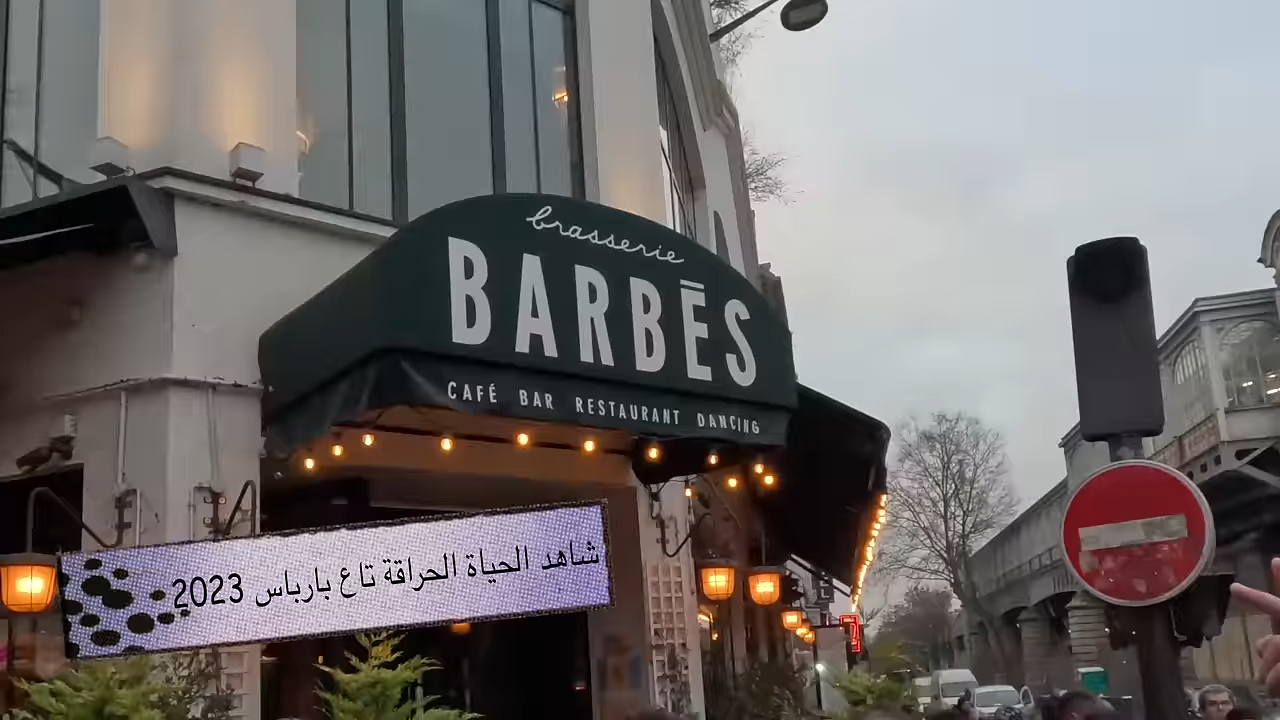 brasserie
BARBĒS
CAFÉ BAR RESTAURANT DANCING
شاهد الحياة الحراقة تاع بارباس 2023